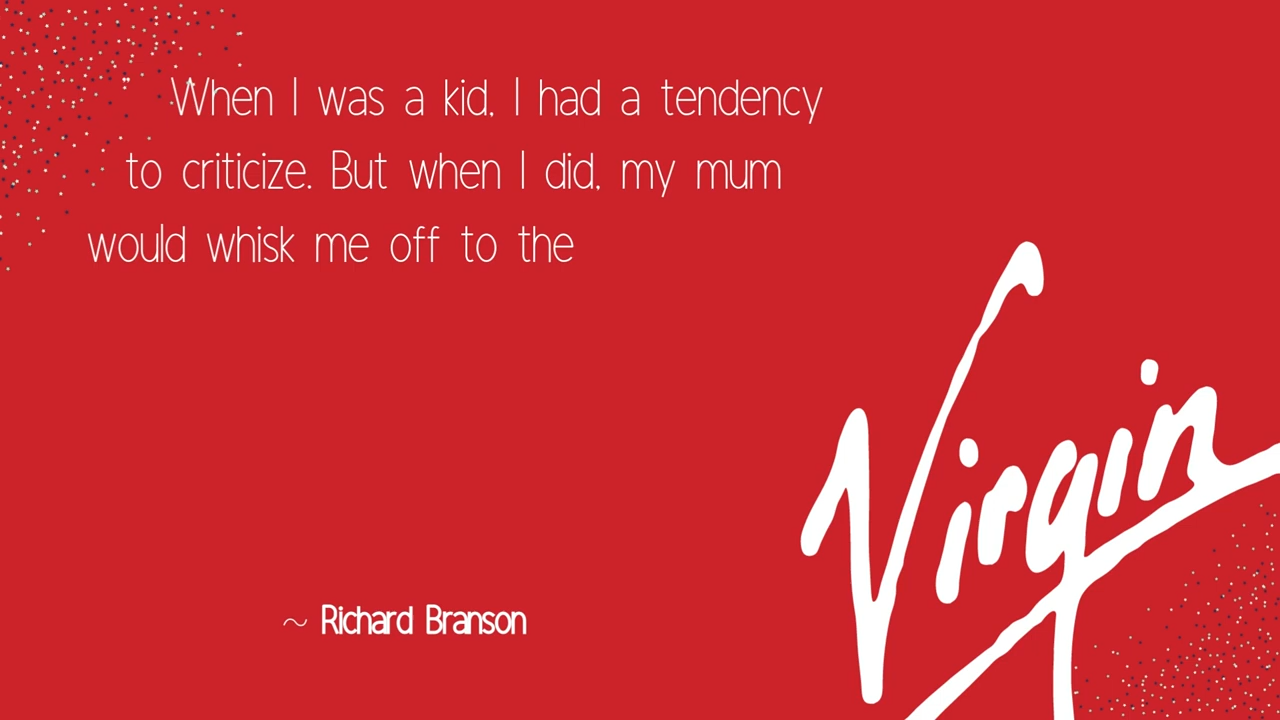 When I was a kid, I had a tendency
to criticize. But when I did, my mum
would whisk me off to the
Virgin
~ Richard Branson